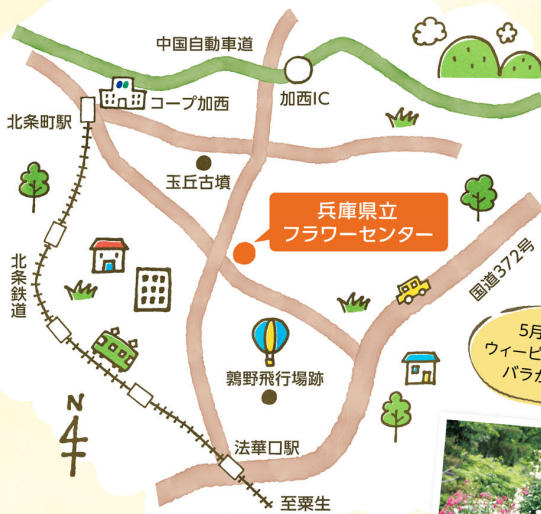 中国自動車道
加西IC
コープ加西
北条町駅
玉丘古墳
兵庫県立
フラワーセンター
国道372号
北条鉄道
5月
ウィーピ
バラが
鶉野飛行場跡
N
法華口駅
至粟生